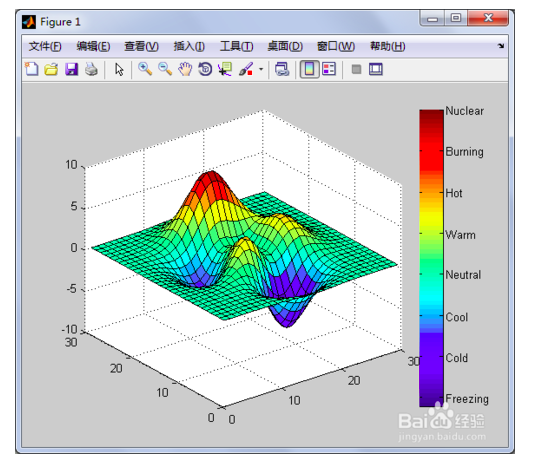 Figure 1
文件(F) 编辑(E) 查看(V) 插入(I) 工具(T) 桌面(D) 窗口(W) 帮助(H)
Nuclear
Burning
Hot
Warm
Neutral
Cool
Cold
Freezing
10
5
0
-5
-10
30
20
10
0
0
10
20
30
Baidu 经验
jingyan.baidu.com